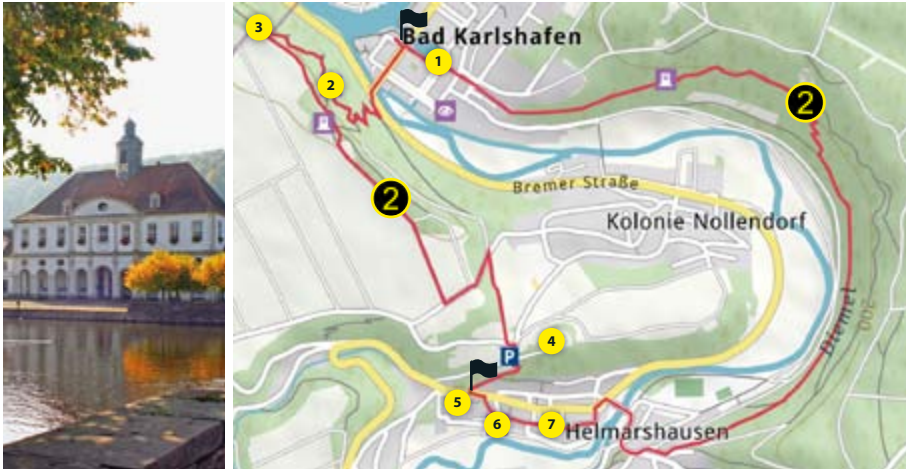 3
Bad Karlshafen
1
2
2
2
Bremer Straße
Kolonie Nollendorf
Diemel
200
P
4
5
6
7
Helmarshausen